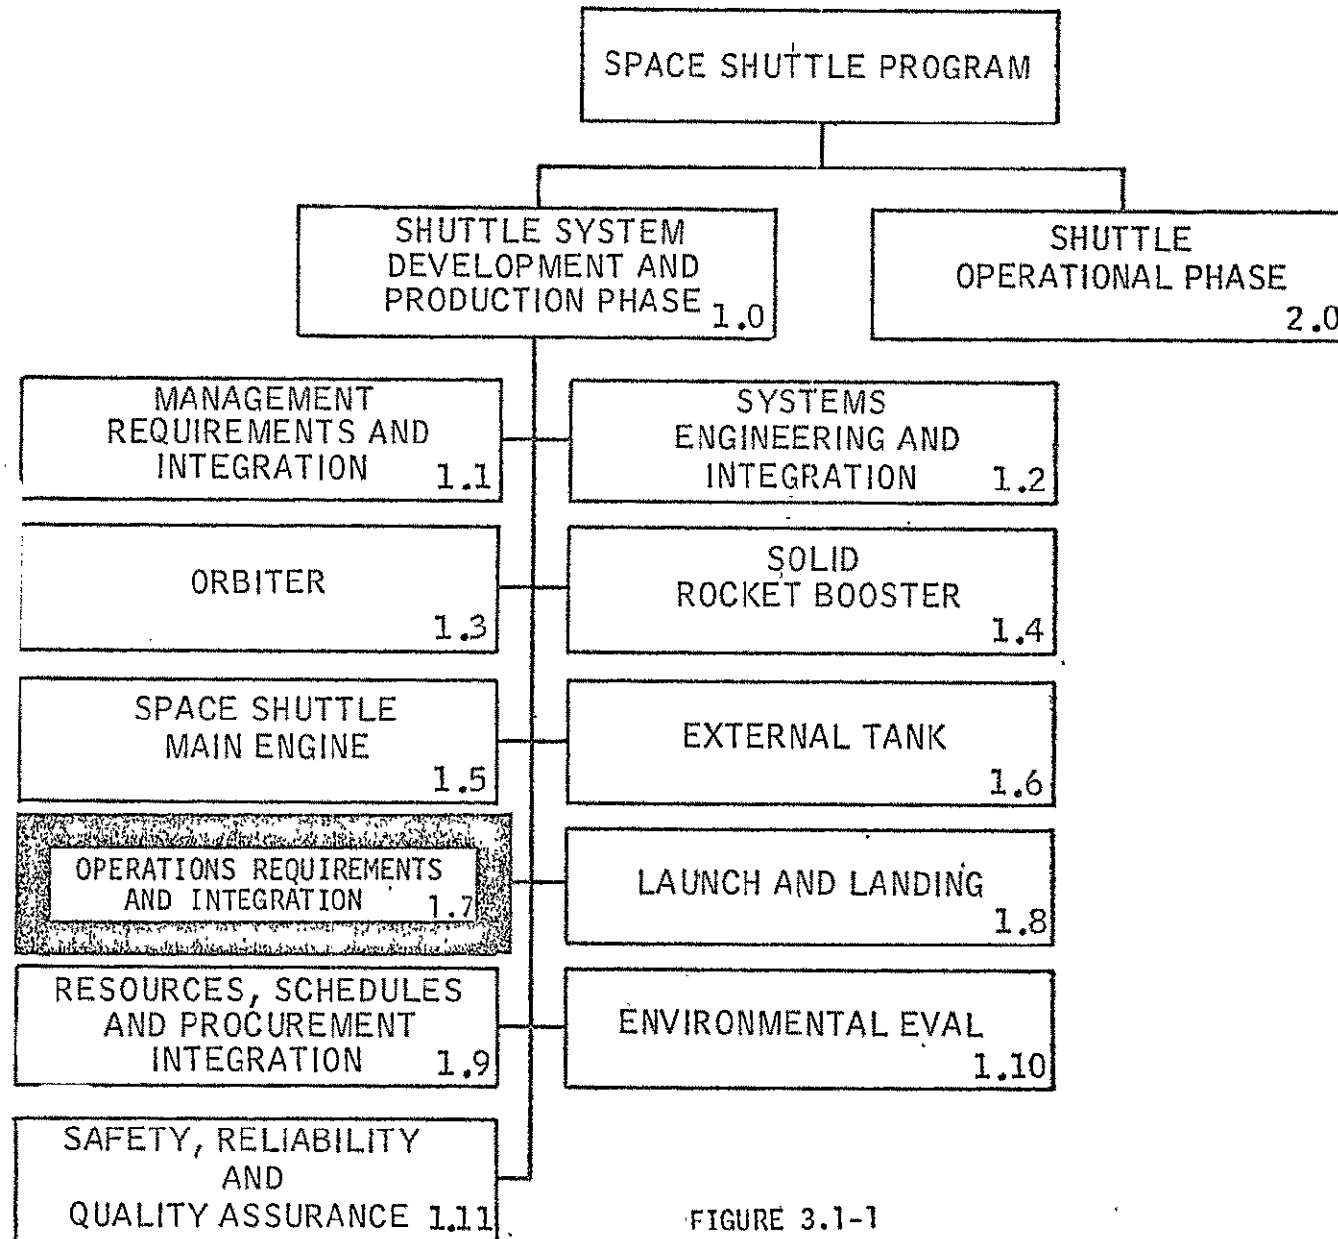 SPACE SHUTTLE PROGRAM
SHUTTLE SYSTEM
DEVELOPMENT AND
PRODUCTION PHASE 1.0
SHUTTLE
OPERATIONAL PHASE
2.0
MANAGEMENT
REQUIREMENTS AND
INTEGRATION 1.1
SYSTEMS
ENGINEERING AND
INTEGRATION 1.2
ORBITER
1.3
SOLID
ROCKET BOOSTER
1.4
SPACE SHUTTLE
MAIN ENGINE
1.5
EXTERNAL TANK
1.6
OPERATIONS REQUIREMENTS
AND INTEGRATION 1.7
LAUNCH AND LANDING
1.8
RESOURCES, SCHEDULES
AND PROCUREMENT
INTEGRATION 1.9
ENVIRONMENTAL EVAL
1.10
SAFETY, RELIABILITY
AND
QUALITY ASSURANCE 1.11
FIGURE 3.1-1